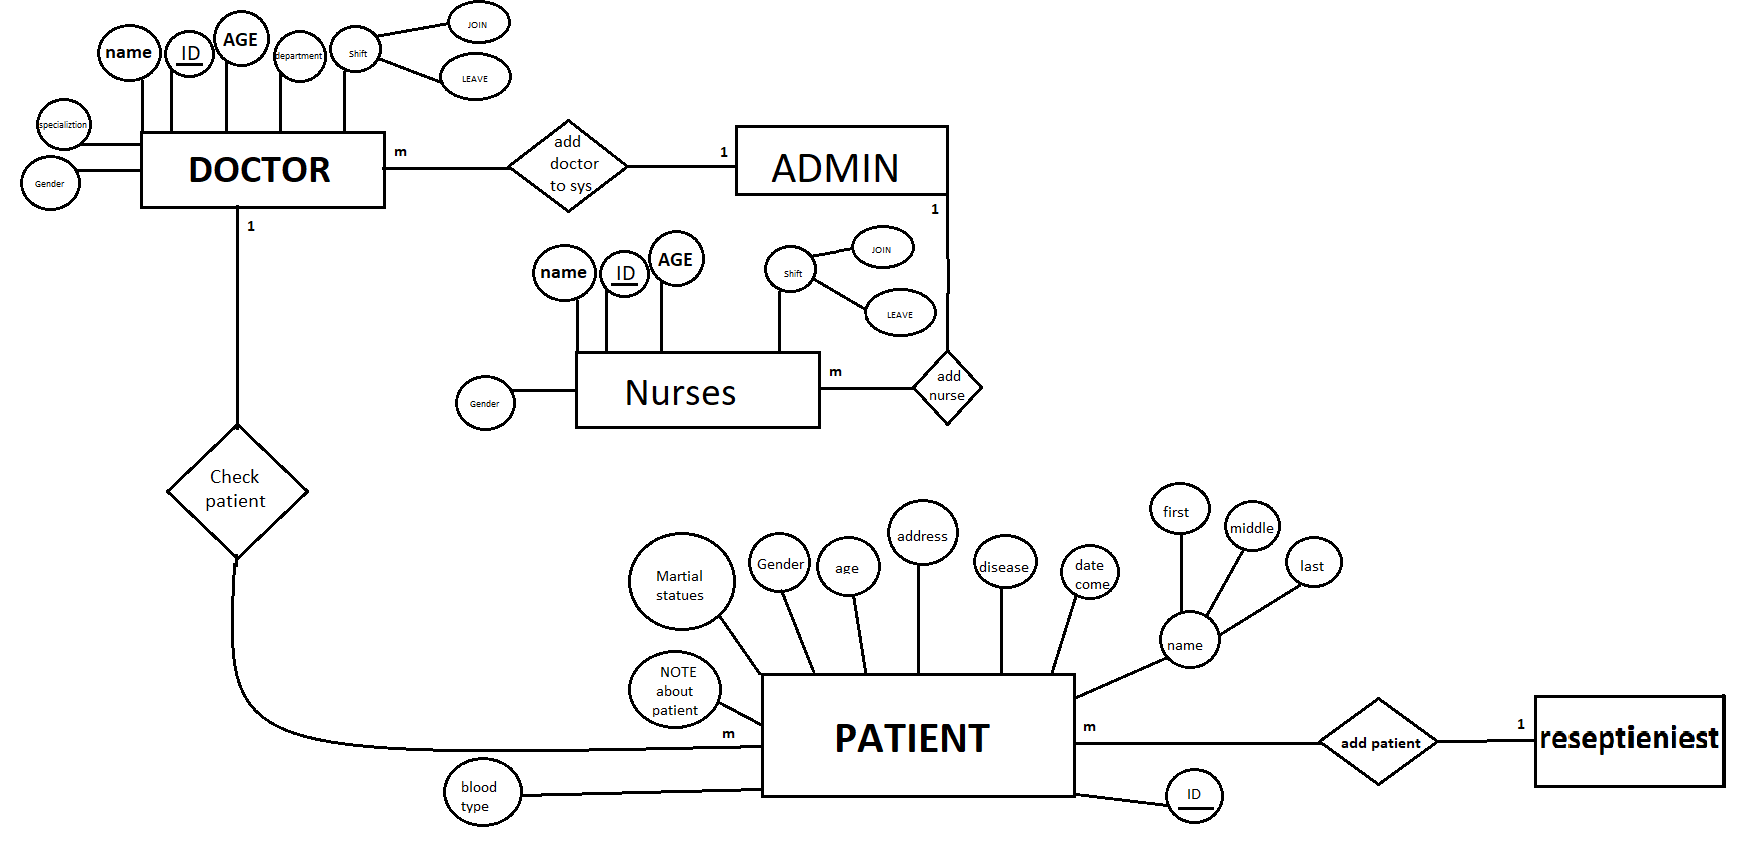 JOIN
name
ID
AGE
department
Shift
LEAVE
specializtion
Gender
DOCTOR
m
add
doctor
to sys
1
ADMIN
1
1
name
ID
AGE
Shift
JOIN
LEAVE
Gender
Nurses
m
add
nurse
Check
patient
Martial
statues
Gender
age
address
disease
date
come
first
middle
last
name
NOTE
about
patient
m
PATIENT
m
add patient
1
reseptieniest
blood
type
ID